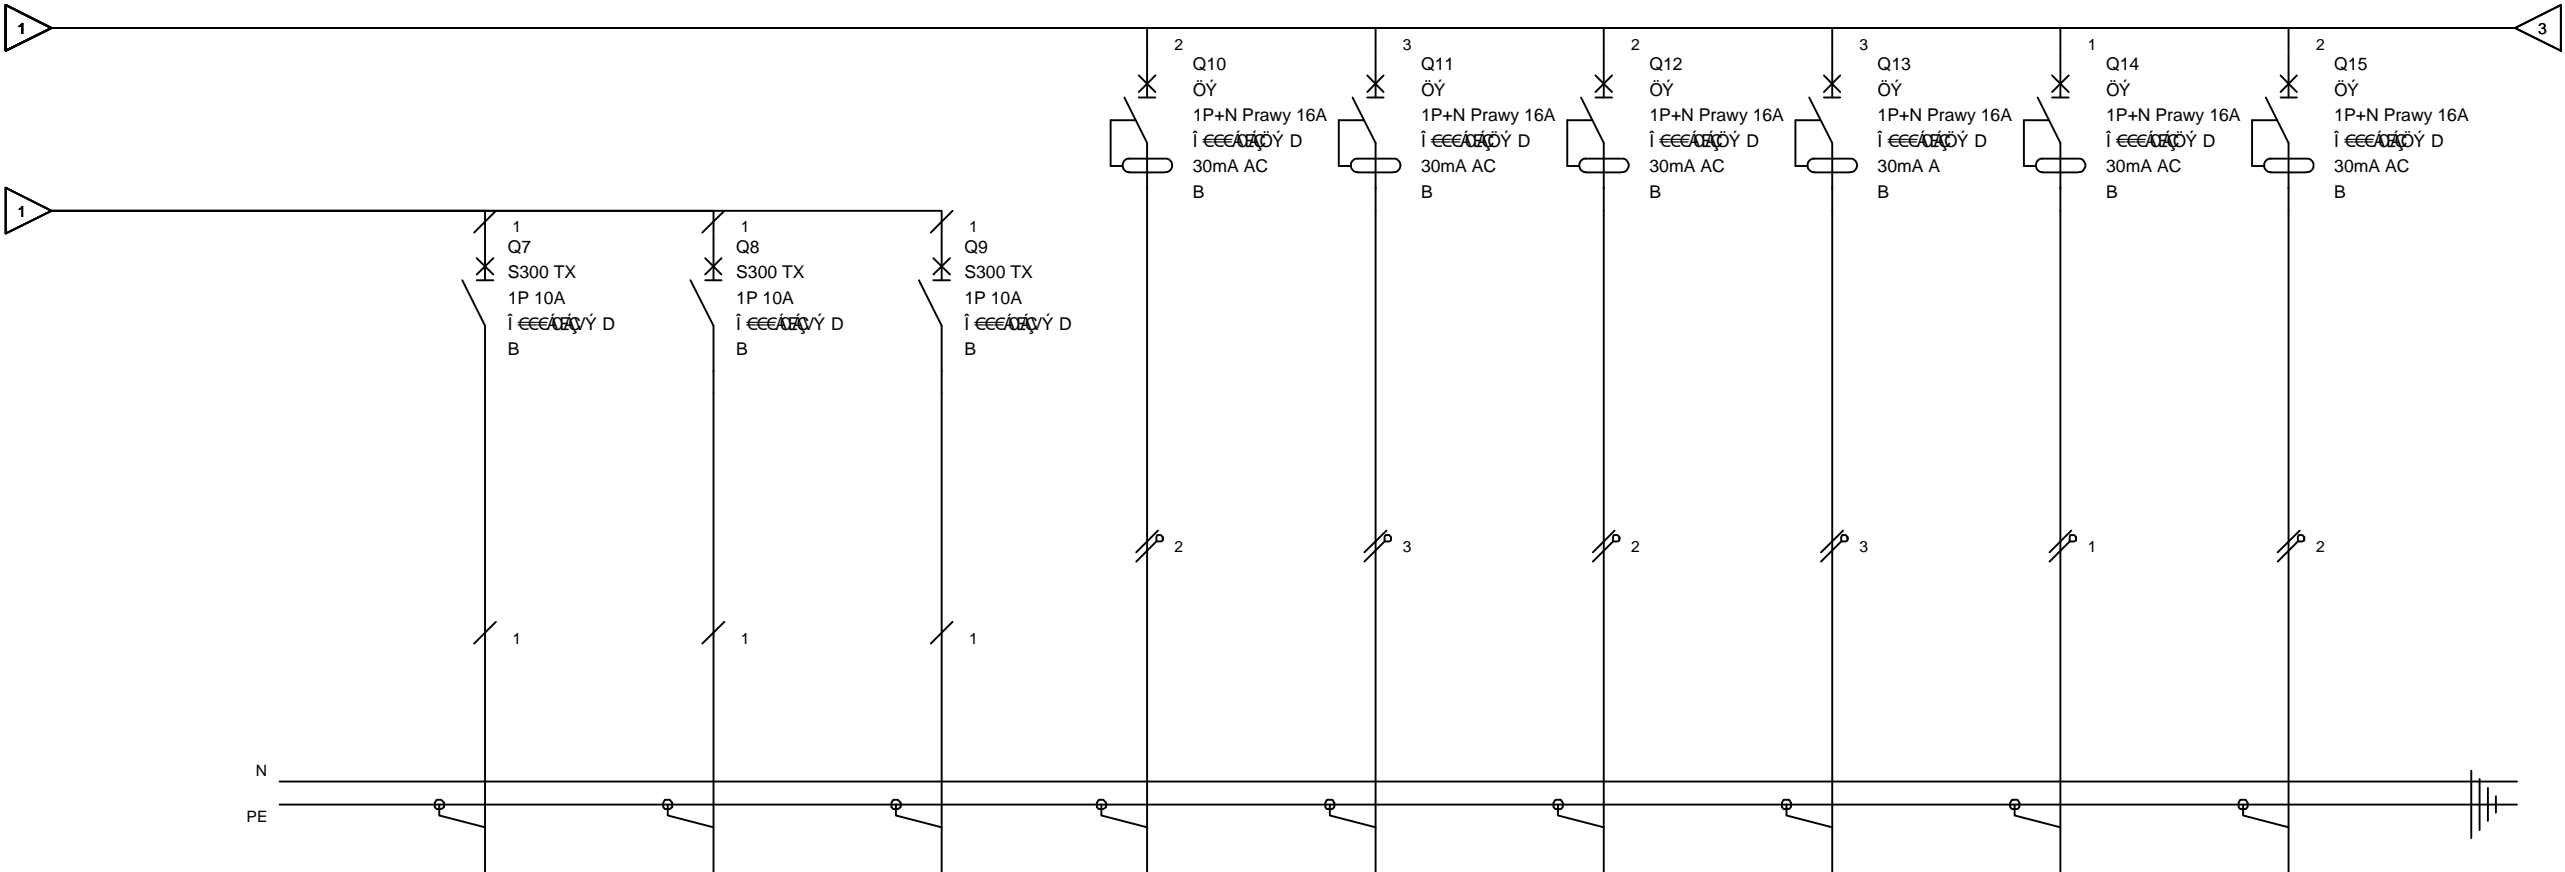 1
3
2
Q10
ÖÝ
1P+N Prawy 16A
D
30mA AC
B
3
Q11
ÖÝ
1P+N Prawy 16A
D
30mA AC
B
2
Q12
ÖÝ
1P+N Prawy 16A
D
30mA AC
B
3
Q13
ÖÝ
1P+N Prawy 16A
D
30mA A
B
1
Q14
ÖÝ
1P+N Prawy 16A
D
30mA AC
B
2
Q15
ÖÝ
1P+N Prawy 16A
D
30mA AC
B
1
1
Q7
S300 TX
1P 10A
D
B
1
Q8
S300 TX
1P 10A
D
B
1
Q9
S300 TX
1P 10A
D
B
2
3
2
3
1
2
1
1
1
N
PE